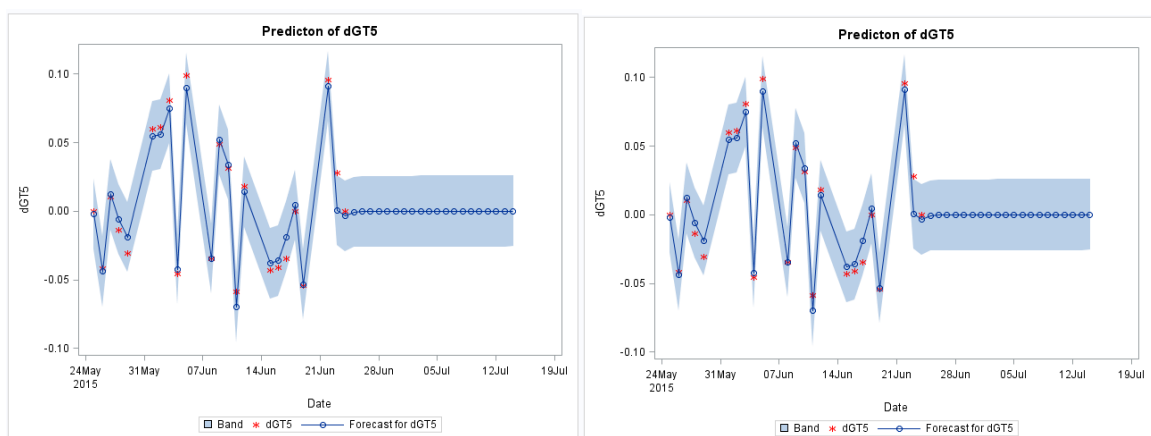 Predicton of dGT5
0.10
0.05
0.00
-0.05
-0.10
dGT5
24May 31May 07Jun 14Jun 21Jun 28Jun 05Jul 12Jul 19Jul
2015
Date
Band dGT5 Forecast for dGT5
Predicton of dGT5
0.10
0.05
0.00
-0.05
-0.10
dGT5
24May 31May 07Jun 14Jun 21Jun 28Jun 05Jul 12Jul 19Jul
2015
Date
Band dGT5 Forecast for dGT5